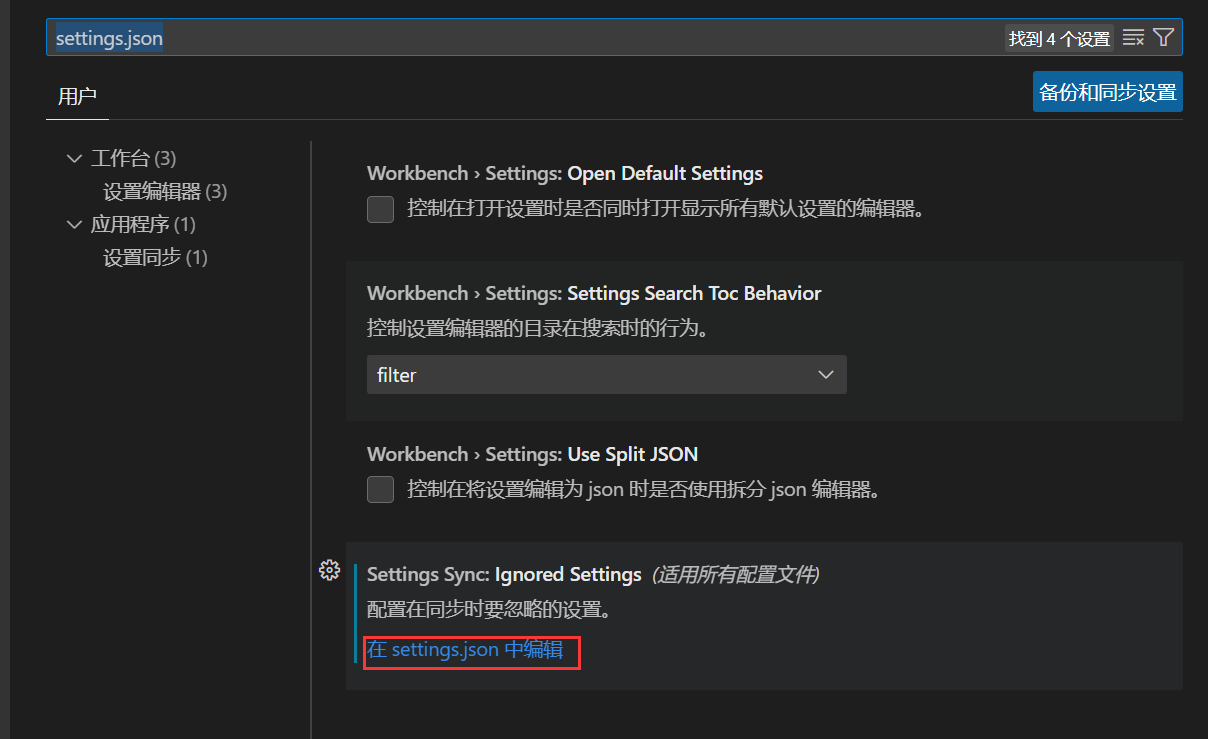 settings.json
找到 4 个设置
用户
备份和同步设置
工作台 (3)
设置编辑器 (3)
应用程序 (1)
设置同步 (1)
Workbench › Settings: Open Default Settings
控制在打开设置时是否同时打开显示所有默认设置的编辑器。
Workbench › Settings: Settings Search Toc Behavior
控制设置编辑器的目录在搜索时的行为。
filter
Workbench › Settings: Use Split JSON
控制在将设置编辑为 json 时是否使用拆分 json 编辑器。
Settings Sync: Ignored Settings (适用所有配置文件)
配置在同步时要忽略的设置。
在 settings.json 中编辑